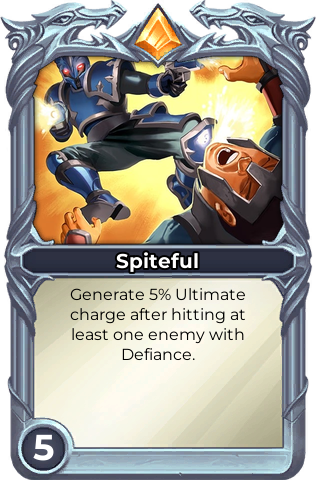 Spiteful
Generate 5% Ultimate
charge after hitting at
least one enemy with
Defiance.
5